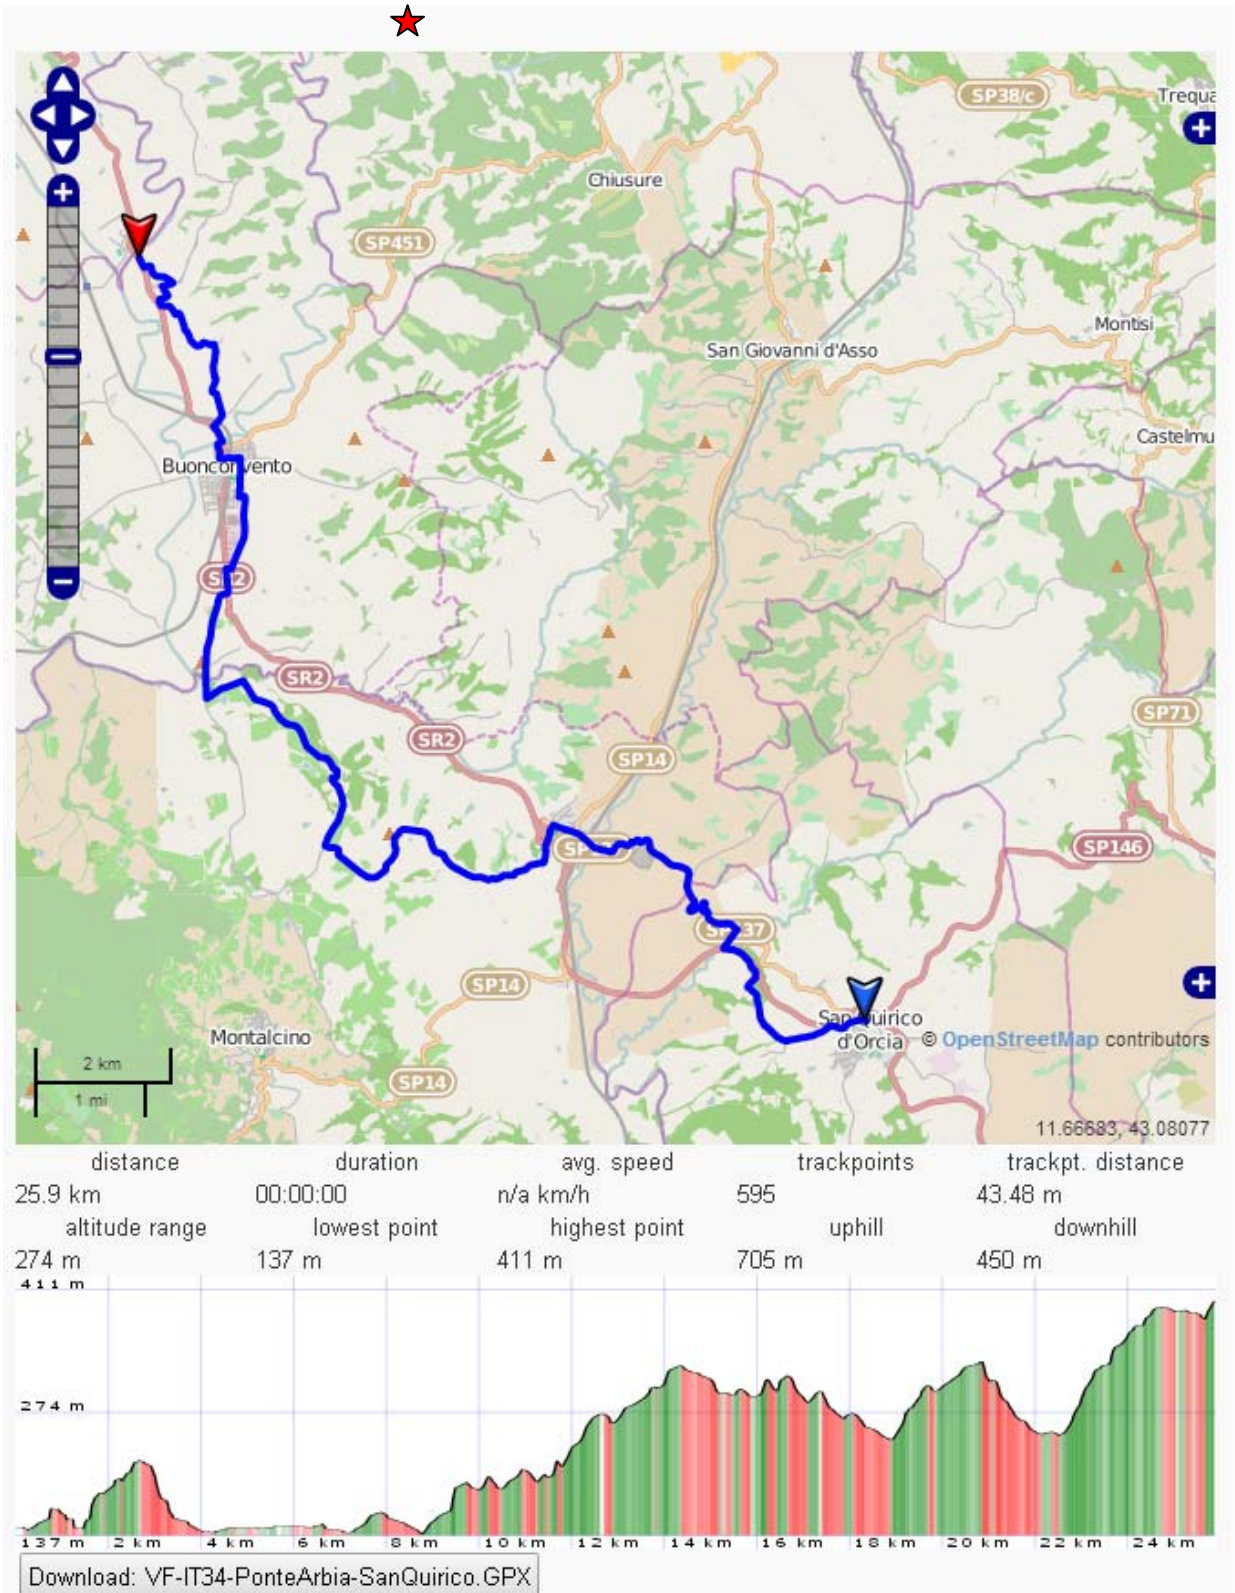 SP38/c
Trequa
Chiusure
SP451
Montisi
San Giovanni d'Asso
Castelmu
Buonconvento
SR2
SR2
SP71
SR2
SP14
SP146
SP14
San Quirico
d'Orcia
Montalcino
© OpenStreetMap contributors
2 km
SP14
1 mi
11.66683, 43.08077
distance duration avg. speed trackpoints trackpt. distance
25.9 km 00:00:00 n/a km/h 595 43.48 m
altitude range lowest point highest point uphill downhill
274 m 137 m 411 m 705 m 450 m
411 m
274 m
137 m 2 km 4 km 6 km 8 km 10 km 12 km 14 km 16 km 18 km 20 km 22 km 24 km
Download: VF-IT34-PonteArbia-SanQuirico.GPX